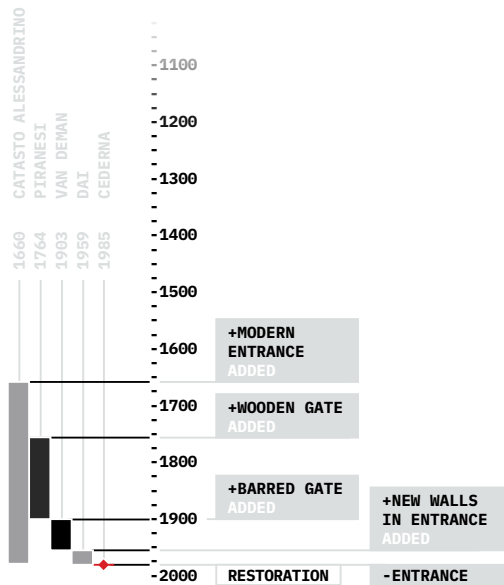 CATASTO ALESSANDRINO
PIRANESI
VAN DEMAN
DAI
CEDERNA
1660
1764
1903
1959
1985
-1100
-1200
-1300
-1400
-1500
-1600
-1700
-1800
-1900
-2000
+MODERN
ENTRANCE
ADDED
+WOODEN GATE
ADDED
+BARRED GATE
ADDED
+NEW WALLS
IN ENTRANCE
ADDED
RESTORATION
-ENTRANCE